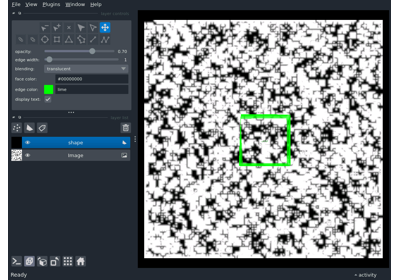 File View Plugins Window Help
opacity: 0.70
edge width: 1
blending: translucent
face color: #00000000
edge color: lime
display text: ✓
shape
image
Ready
activity